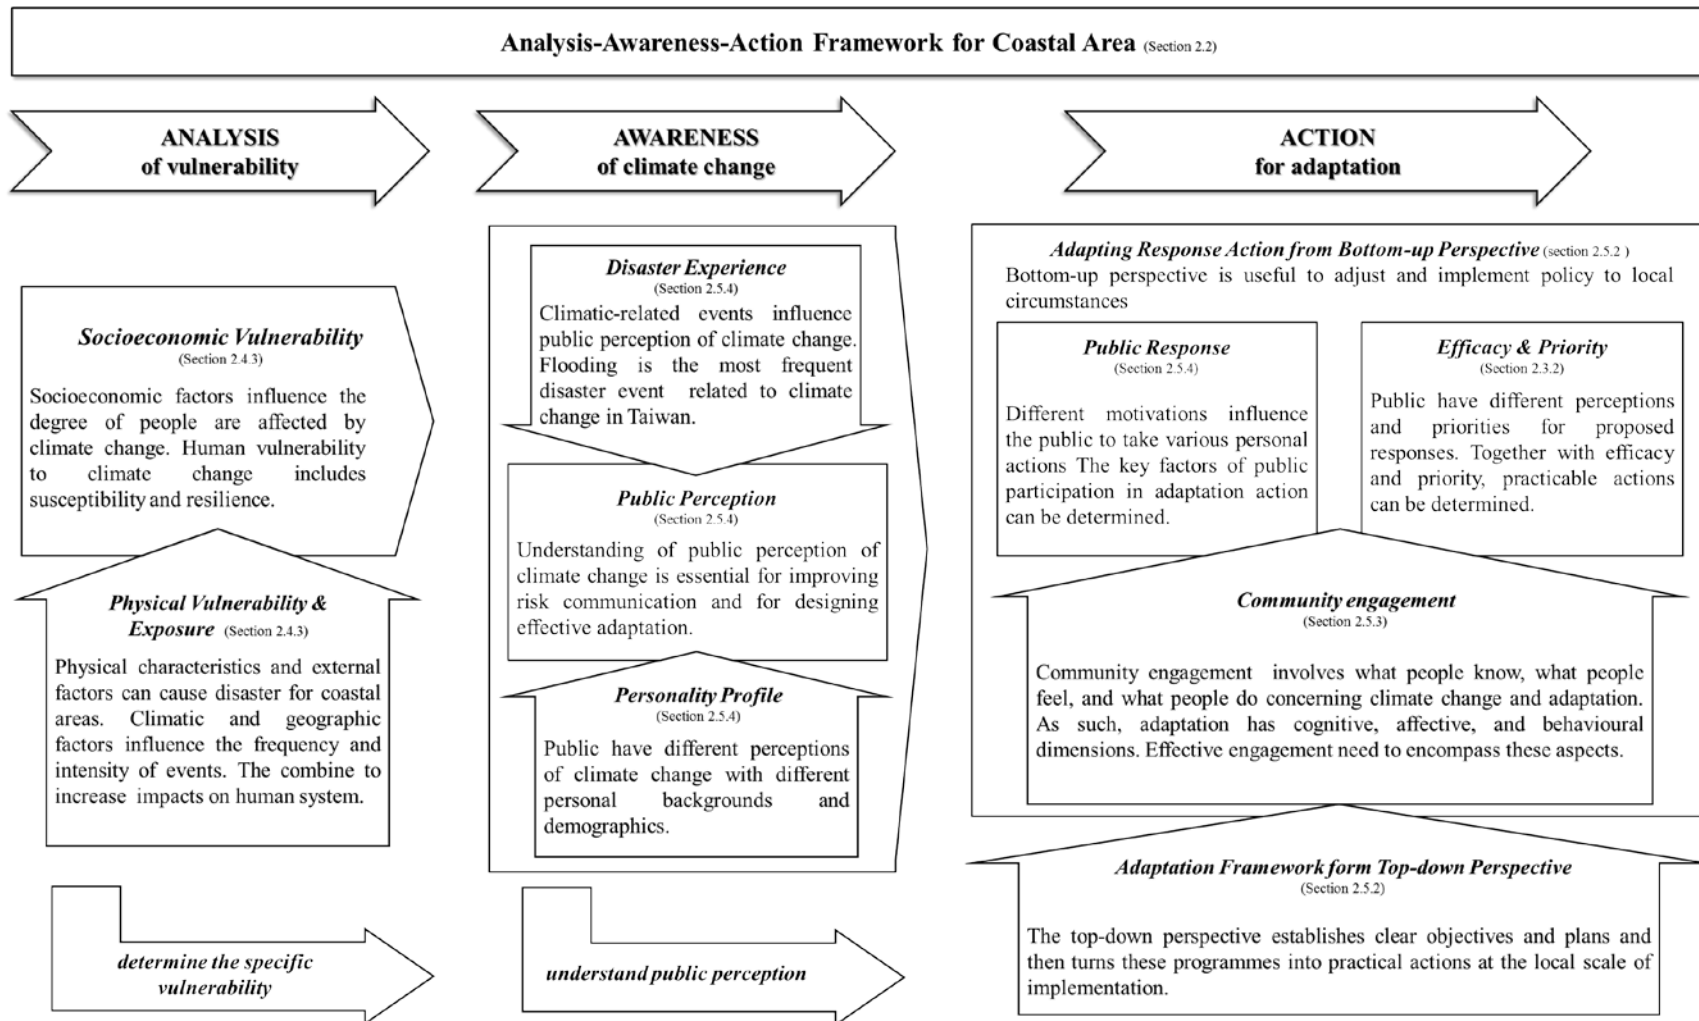 Analysis-Awareness-Action Framework for Coastal Area (Section 2.2)
ANALYSIS
of vulnerability
AWARENESS
of climate change
ACTION
for adaptation
Socioeconomic Vulnerability
(Section 2.4.3)
Socioeconomic factors influence the
degree of people are affected by
climate change. Human vulnerability
to climate change includes
susceptibility and resilience.
Physical Vulnerability &
Exposure (Section 2.4.3)
Physical characteristics and external
factors can cause disaster for coastal
areas. Climatic and geographic
factors influence the frequency and
intensity of events. The combine to
increase impacts on human system.
determine the specific
vulnerability
Disaster Experience
(Section 2.5.4)
Climatic-related events influence
public perception of climate change.
Flooding is the most frequent
disaster event related to climate
change in Taiwan.
Public Perception
(Section 2.5.4)
Understanding of public perception of
climate change is essential for improving
risk communication and for designing
effective adaptation.
Personality Profile
(Section 2.5.4)
Public have different perceptions
of climate change with different
personal backgrounds and
demographics.
understand public perception
Adapting Response Action from Bottom-up Perspective (section 2.5.2 )
Bottom-up perspective is useful to adjust and implement policy to local
circumstances
Public Response
(Section 2.5.4)
Different motivations influence
the public to take various personal
actions The key factors of public
participation in adaptation action
can be determined.
Efficacy & Priority
(Section 2.3.2)
Public have different perceptions
and priorities for proposed
responses. Together with efficacy
and priority, practicable actions
can be determined.
Community engagement
(Section 2.5.3)
Community engagement involves what people know, what people
feel, and what people do concerning climate change and adaptation.
As such, adaptation has cognitive, affective, and behavioural
dimensions. Effective engagement need to encompass these aspects.
Adaptation Framework form Top-down Perspective
(Section 2.5.2)
The top-down perspective establishes clear objectives and plans and
then turns these programmes into practical actions at the local scale of
implementation.